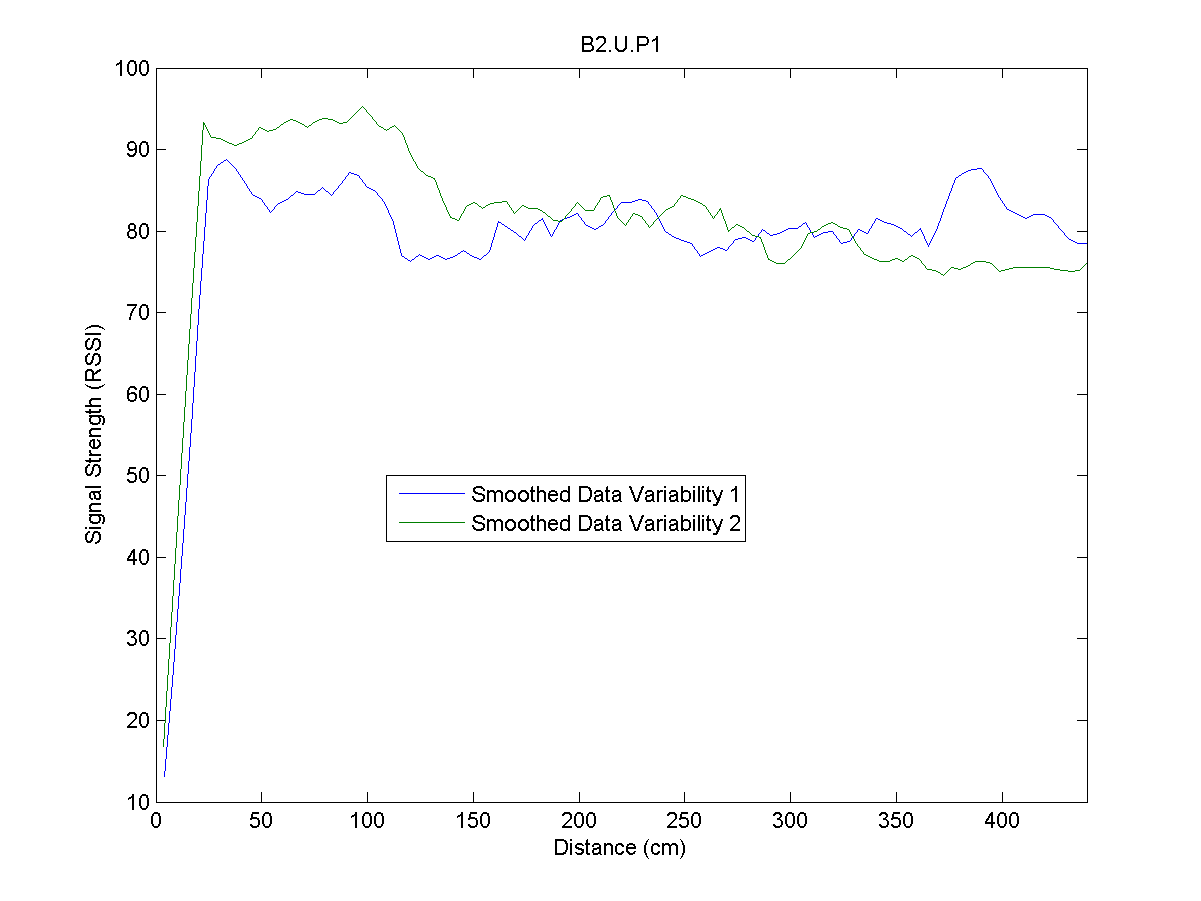 B2.U.P1
100
90
80
70
60
50
40
30
20
10
Signal Strength (RSSI)
Smoothed Data Variability 1
Smoothed Data Variability 2
0 50 100 150 200 250 300 350 400
Distance (cm)